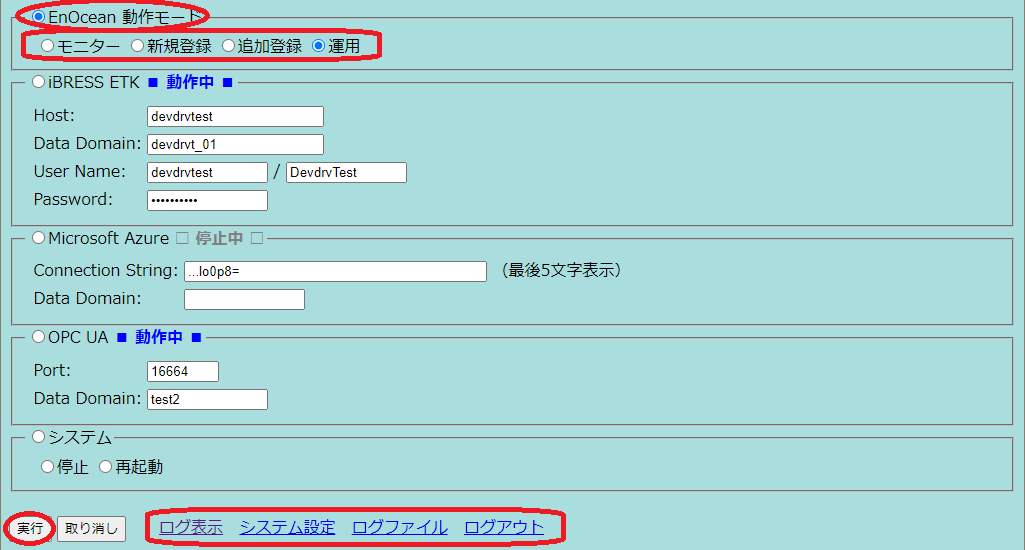 EnOcean 動作モード
モニター 新規登録 追加登録 運用
iBRESS ETK ■ 動作中 ■
Host: devdrvtest
Data Domain: devdrvt_01
User Name: devdrvtest / DevdrvTest
Password: ••••••••••
Microsoft Azure □ 停止中 □
Connection String: ...lo0p8= （最後5文字表示）
Data Domain:
OPC UA ■ 動作中 ■
Port: 16664
Data Domain: test2
システム
停止 再起動
実行 取り消し ログ表示 システム設定 ログファイル ログアウト